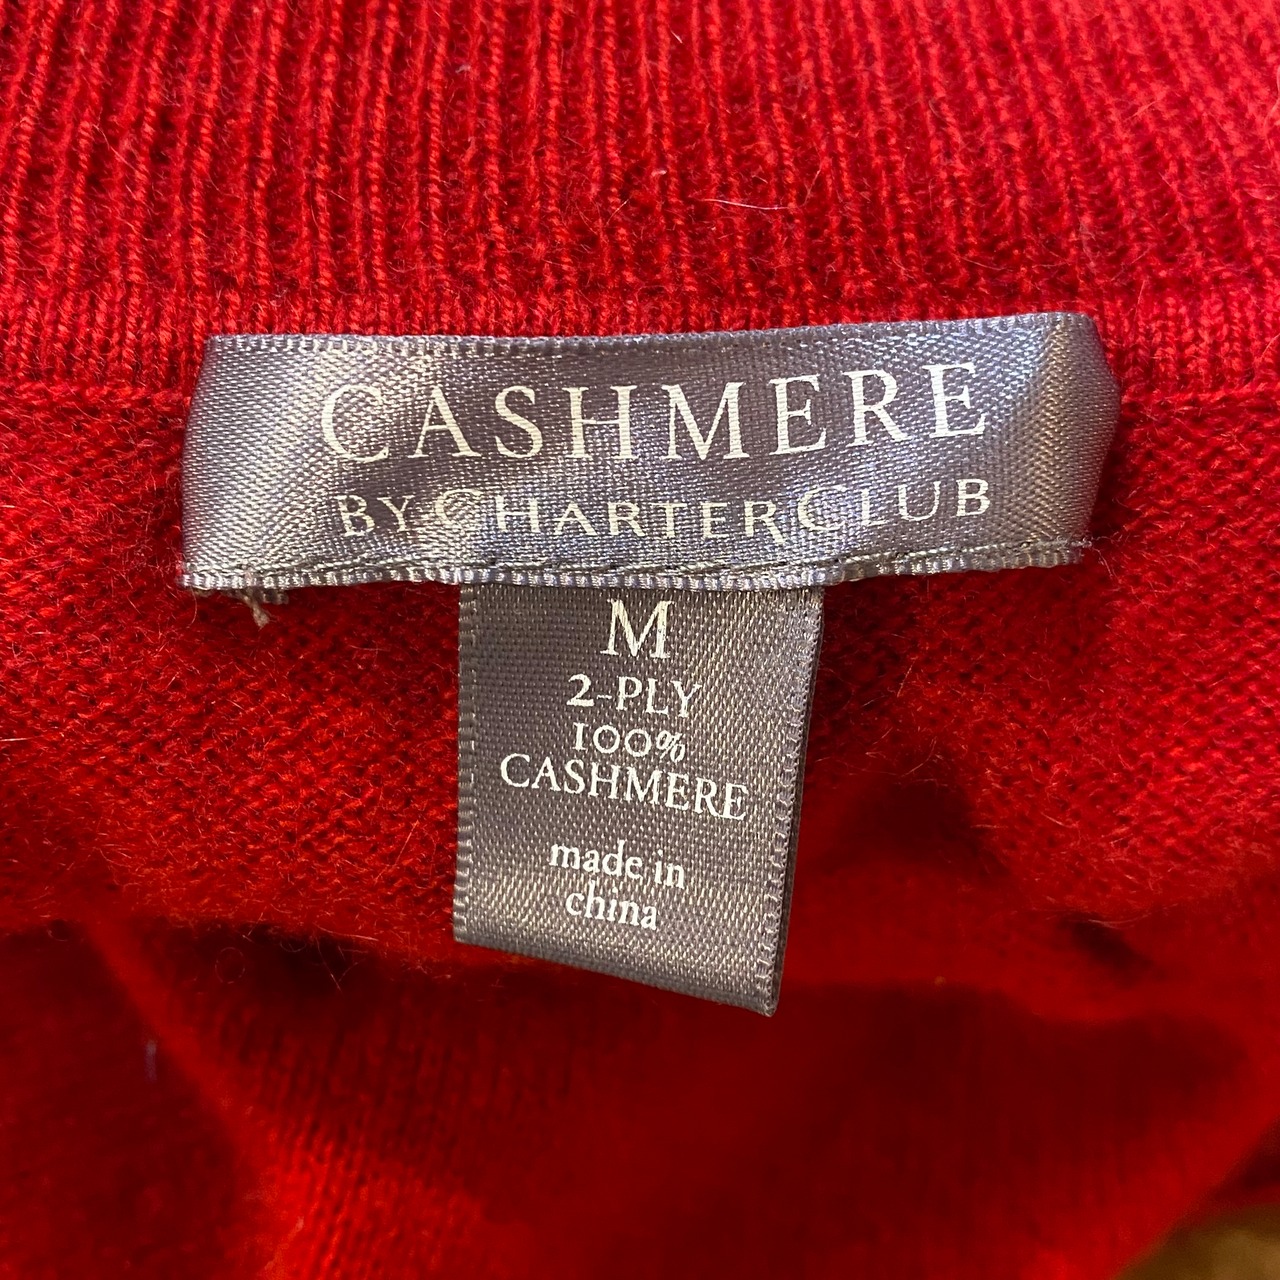 CASHMERE
BY CHARTER CLUB
M
2-PLY
100%
CASHMERE
made in
china